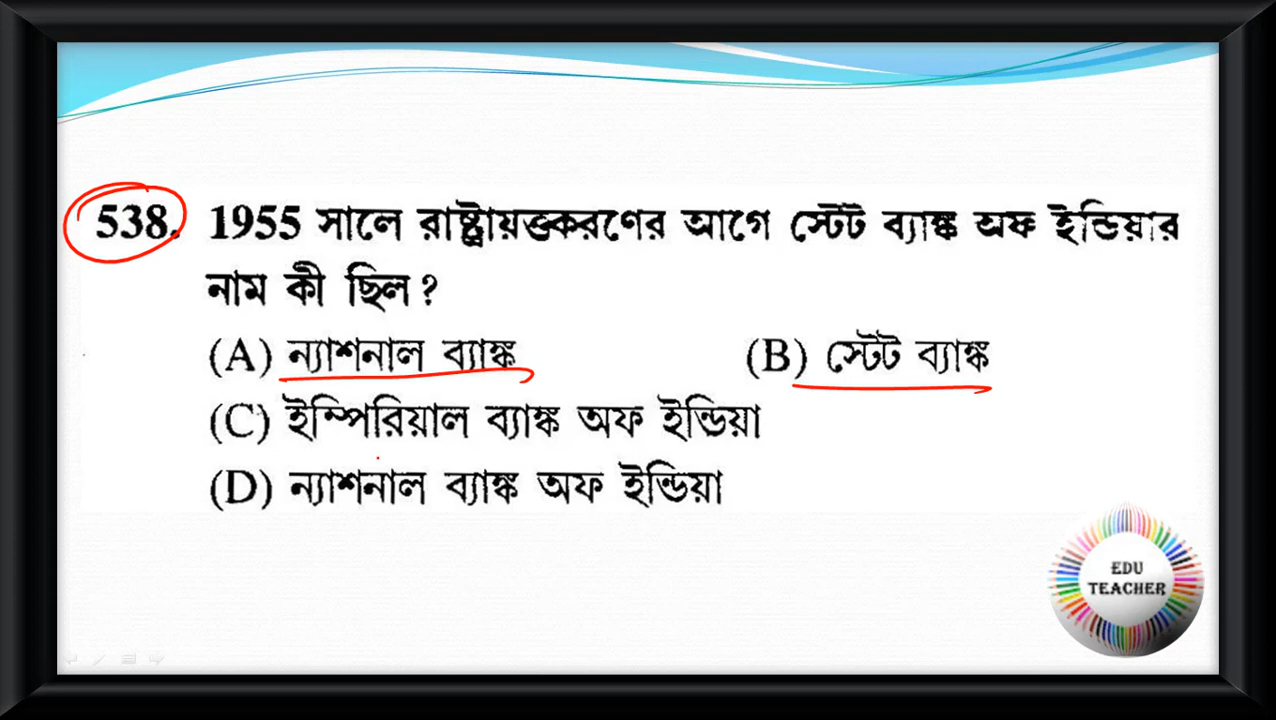 538. 1955 সালে রাষ্ট্রায়ত্তকরণের আগে স্টেট ব্যাঙ্ক অফ ইন্ডিয়ার
নাম কী ছিল?
(A) ন্যাশনাল ব্যাঙ্ক (B) স্টেট ব্যাঙ্ক
(C) ইম্পিরিয়াল ব্যাঙ্ক অফ ইন্ডিয়া
(D) ন্যাশনাল ব্যাঙ্ক অফ ইন্ডিয়া
EDU
TEACHER